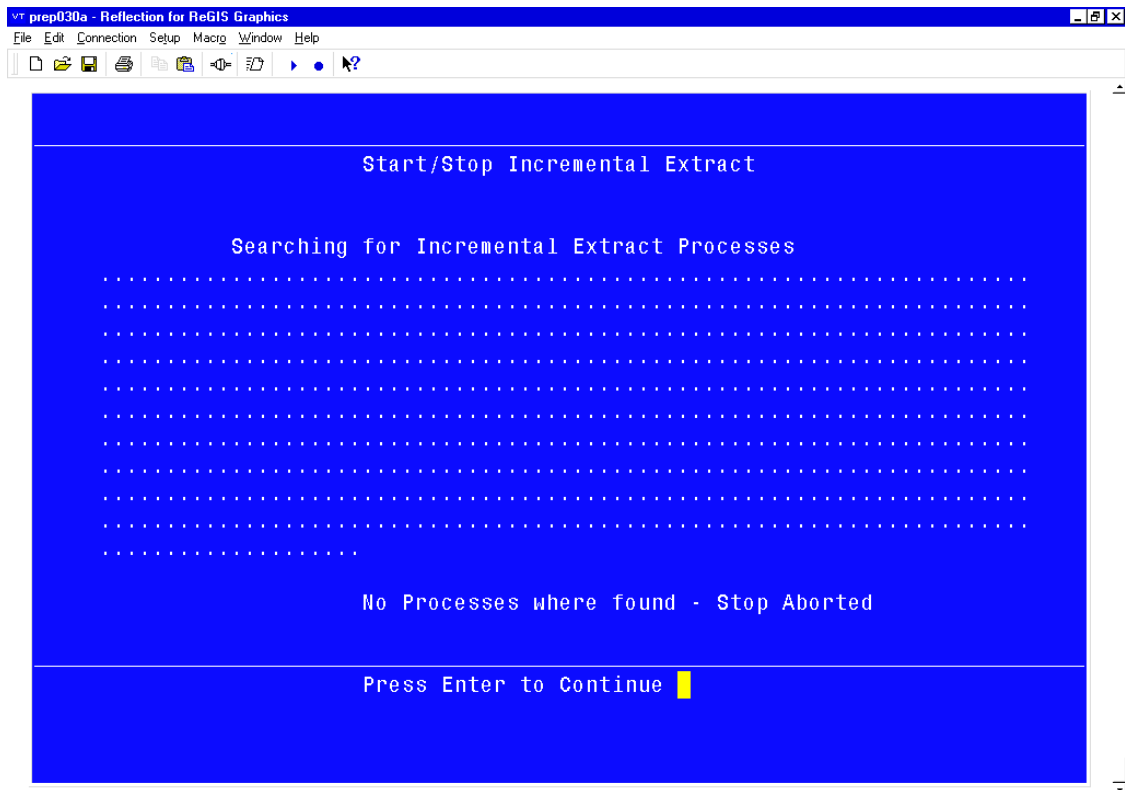 VT prep030a - Reflection for ReGIS Graphics
File Edit Connection Setup Macro Window Help
Start/Stop Incremental Extract
Searching for Incremental Extract Processes
.......................................................................
.......................................................................
.......................................................................
.......................................................................
.......................................................................
.......................................................................
.......................................................................
.......................................................................
.......................................................................
.......................................................................
....................
No Processes where found - Stop Aborted
Press Enter to Continue